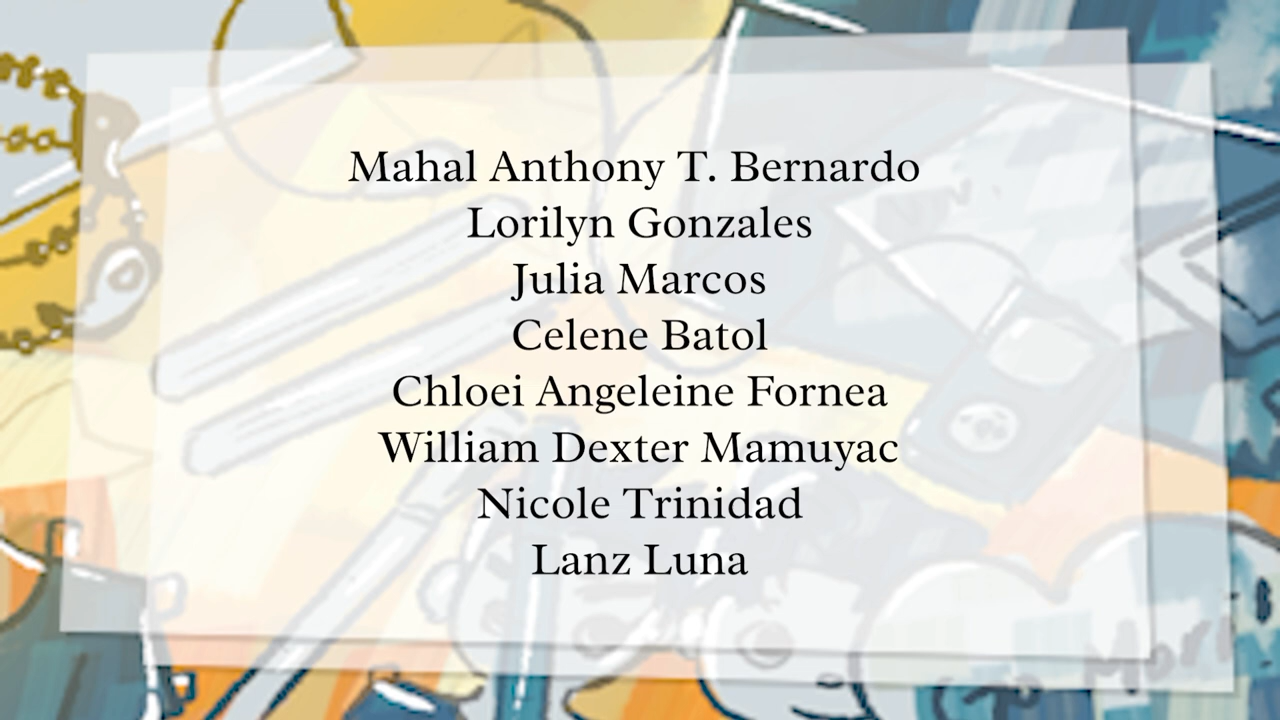 Mahal Anthony T. Bernardo
Lorilyn Gonzales
Julia Marcos
Celene Batol
Chloei Angeleine Fornea
William Dexter Mamuyac
Nicole Trinidad
Lanz Luna